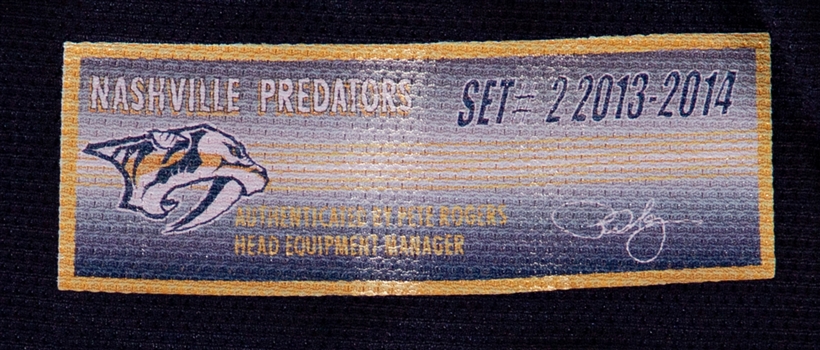 NASHVILLE PREDATORS
SET# 2 2013-2014
AUTHENTICATED BY PETE ROGERS
HEAD EQUIPMENT MANAGER